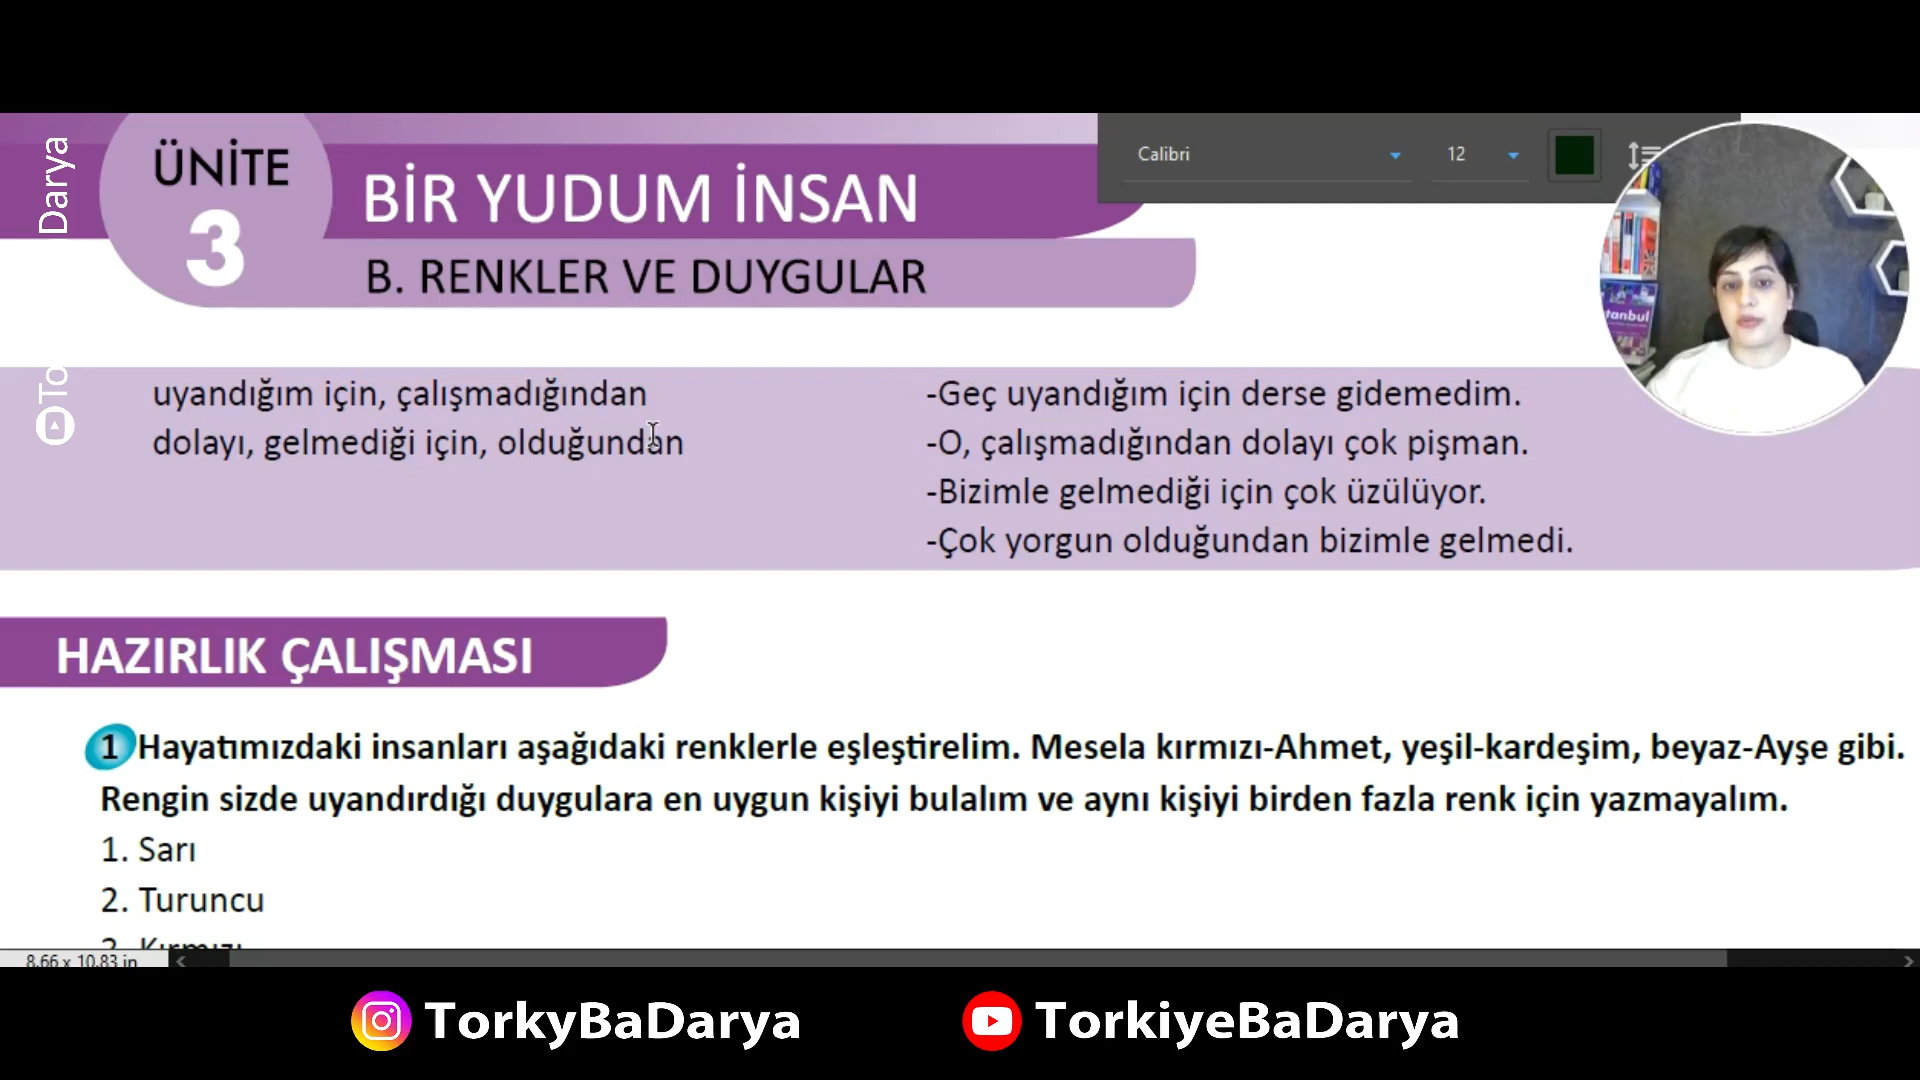 Darya
To
ÜNİTE
3
BİR YUDUM İNSAN
B. RENKLER VE DUYGULAR
Calibri
12
tanbul
uyandığım için, çalışmadığından
dolayı, gelmediği için, olduğundan
-Geç uyandığım için derse gidemedim.
-O, çalışmadığından dolayı çok pişman.
-Bizimle gelmediği için çok üzülüyor.
-Çok yorgun olduğundan bizimle gelmedi.
HAZIRLIK ÇALIŞMASI
1 Hayatımızdaki insanları aşağıdaki renklerle eşleştirelim. Mesela kırmızı-Ahmet, yeşil-kardeşim, beyaz-Ayşe gibi.
Rengin sizde uyandırdığı duygulara en uygun kişiyi bulalım ve aynı kişiyi birden fazla renk için yazmayalım.
1. Sarı
2. Turuncu
3. Kırmızı
8.66 x 10.83 in
TorkyBaDarya
TorkiyeBaDarya